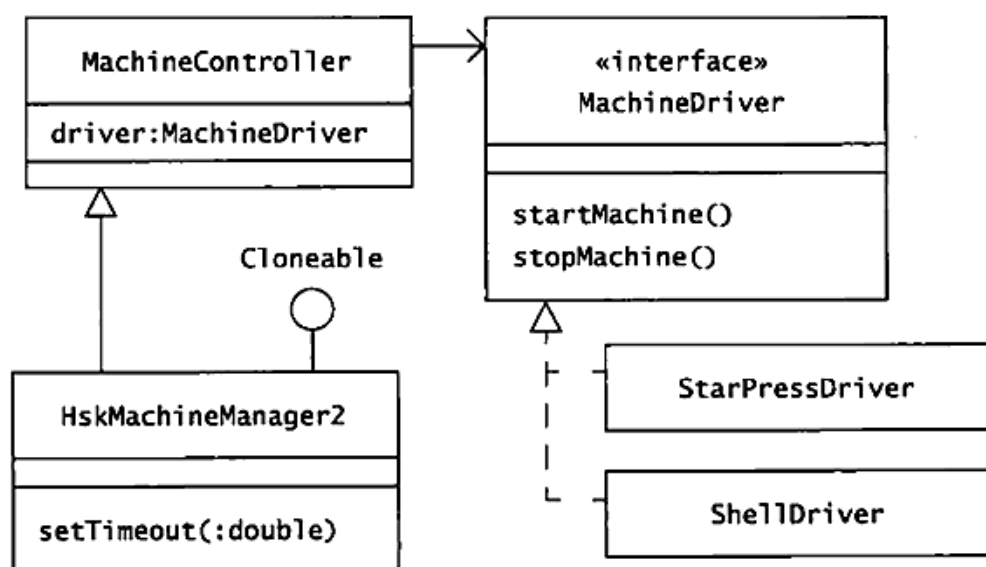 MachineController
driver:MachineDriver
«interface»
MachineDriver
startMachine()
stopMachine()
Cloneable
HskMachineManager2
setTimeout(:double)
StarPressDriver
ShellDriver